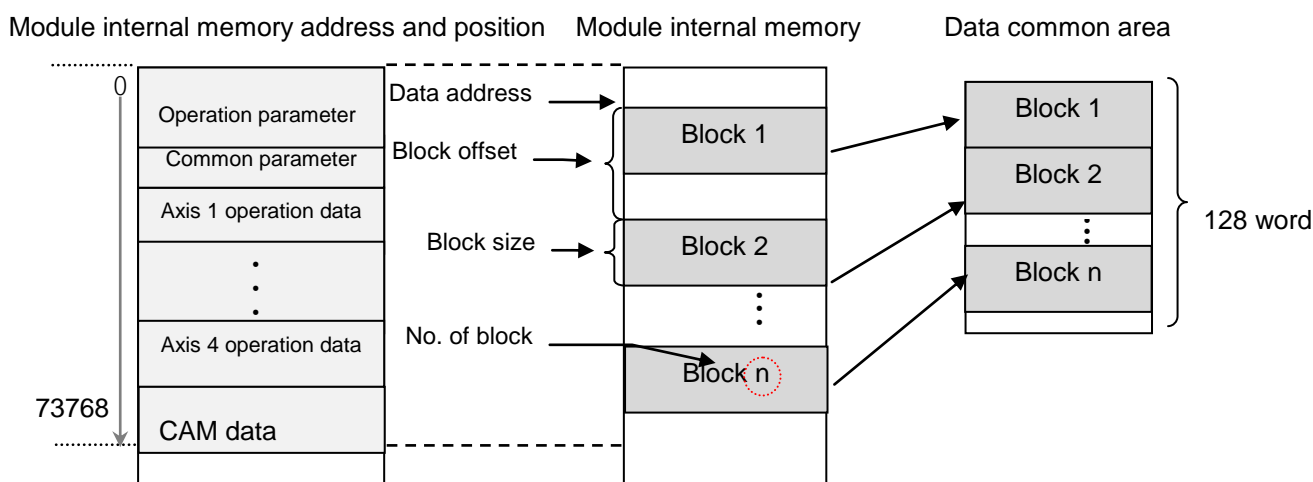 Module internal memory address and position
Module internal memory
Data common area
0
Operation parameter
Common parameter
Axis 1 operation data
Axis 4 operation data
CAM data
73768
Data address
Block offset
Block size
No. of block
Block 1
Block 2
Block n
Block 1
Block 2
Block n
128 word